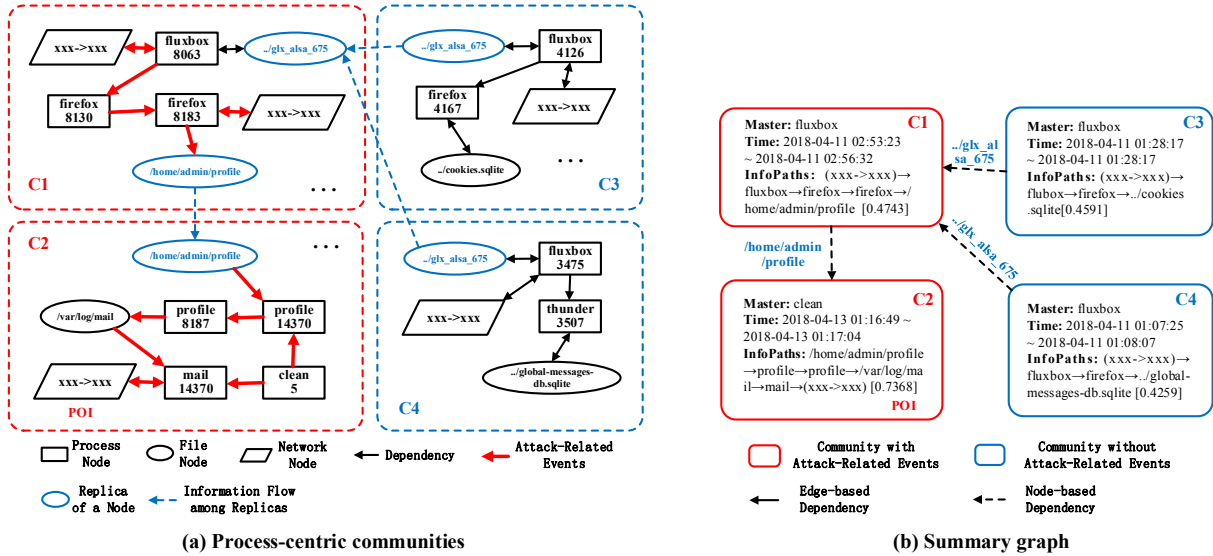 xxx->xxx
fluxbox
8063
../glx_alsa_675
firefox
8130
firefox
8183
xxx->xxx
/home/admin/profile
C1
...
../glx_alsa_675
fluxbox
4126
firefox
4167
xxx->xxx
../cookies.sqlite
...
C3
C2
...
/home/admin/profile
/var/log/mail
profile
8187
profile
14370
xxx->xxx
mail
14370
clean
5
POI
../glx_alsa_675
fluxbox
3475
xxx->xxx
thunder
3507
../global-messages-
db.sqlite
C4
Process
Node
File
Node
Network
Node
Dependency
Attack-Related
Events
Replica
of a Node
Information Flow
among Replicas
(a) Process-centric communities
C1
Master: fluxbox
Time: 2018-04-11 02:53:23
~ 2018-04-11 02:56:32
InfoPaths: (xxx->xxx)→
fluxbox→firefox→firefox→/
home/admin/profile [0.4743]
../glx_al
sa_675
C3
Master: fluxbox
Time: 2018-04-11 01:28:17
~ 2018-04-11 01:28:17
InfoPaths: (xxx->xxx)→
flubox→firefox→../cookies
.sqlite[0.4591]
/home/admin
/profile
../glx_alsa_675
C2
Master: clean
Time: 2018-04-13 01:16:49 ~
2018-04-13 01:17:04
InfoPaths: /home/admin/profile
→profile→profile→/var/log/ma
il→mail→(xxx->xxx) [0.7368]
POI
C4
Master: fluxbox
Time: 2018-04-11 01:07:25
~ 2018-04-11 01:08:07
InfoPaths: (xxx->xxx)→
fluxbox→firefox→../global-
messages-db.sqlite [0.4259]
Community with
Attack-Related Events
Community without
Attack-Related Events
Edge-based
Dependency
Node-based
Dependency
(b) Summary graph